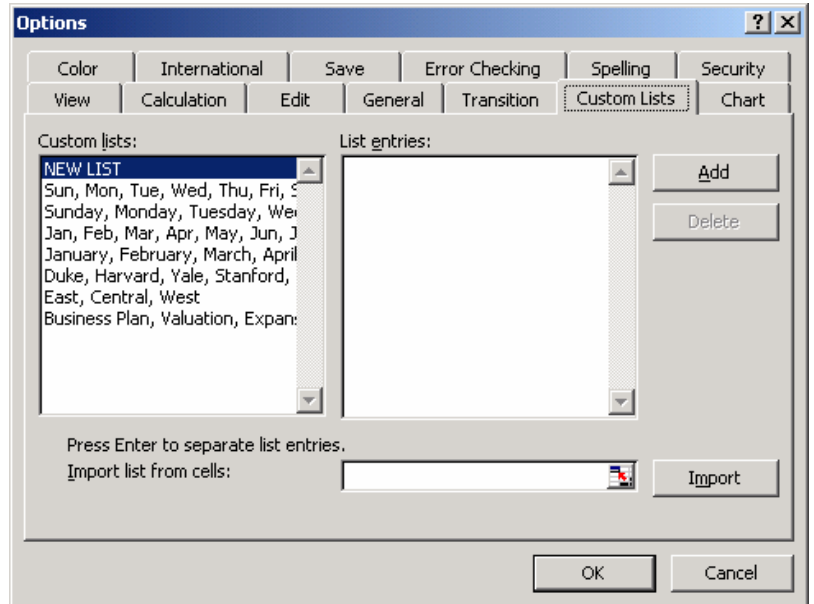 Options
Color International Save Error Checking Spelling Security
View Calculation Edit General Transition Custom Lists Chart
Custom lists: List entries:
NEW LIST
Sun, Mon, Tue, Wed, Thu, Fri,
Sunday, Monday, Tuesday,
Jan, Feb, Mar, Apr, May, Jun,
January, February, March, April
Duke, Harvard, Yale, Stanford,
East, Central, West
Business Plan, Valuation,
Add
Delete
Press Enter to separate list entries.
Import list from cells:
Import
OK Cancel